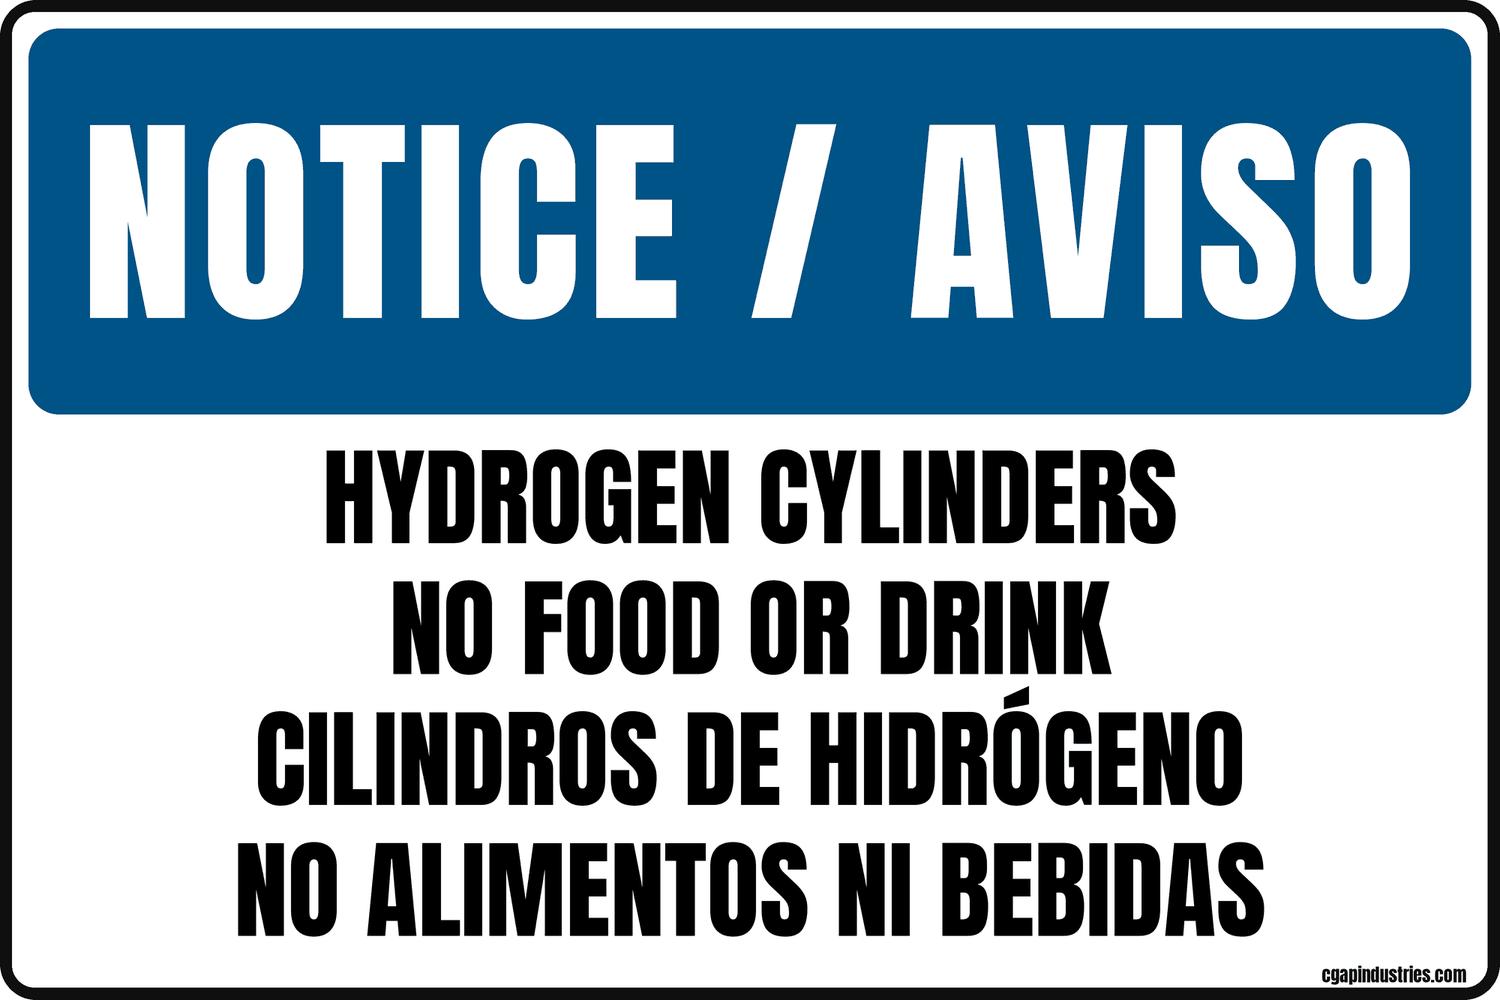 NOTICE / AVISO
HYDROGEN CYLINDERS
NO FOOD OR DRINK
CILINDROS DE HIDRÓGENO
NO ALIMENTOS NI BEBIDAS
cgapindustries.com